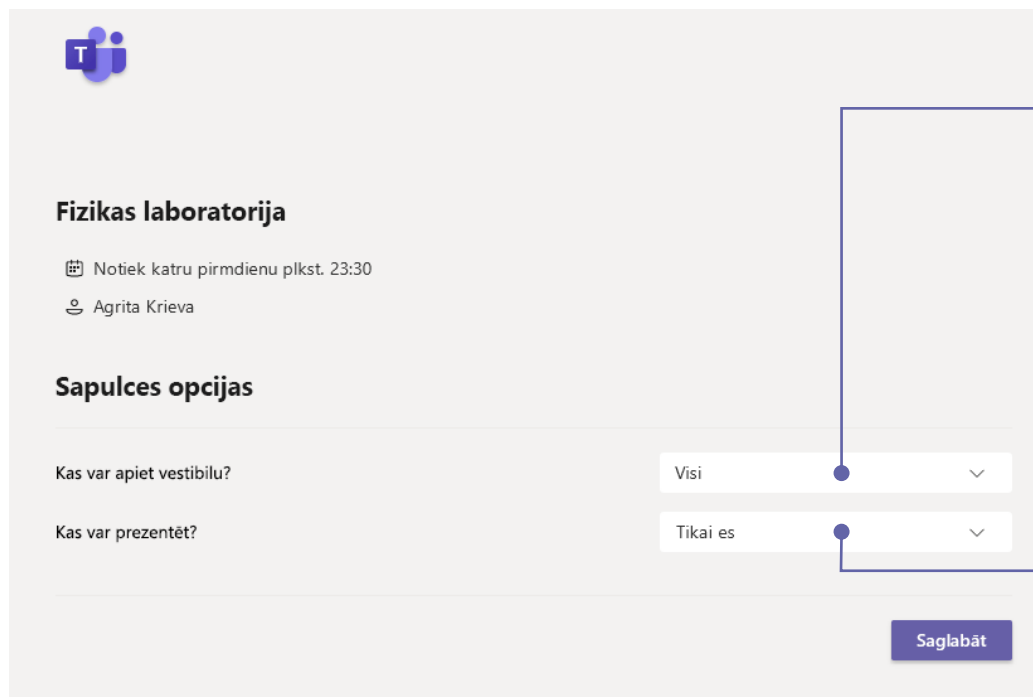 T
Fizikas laboratorija
Notiek katru pirmdienu plkst. 23:30
Agrita Krieva
Sapulces opcijas
Kas var apiet vestibilu? Visi
Kas var prezentēt? Tikai es
Saglabāt